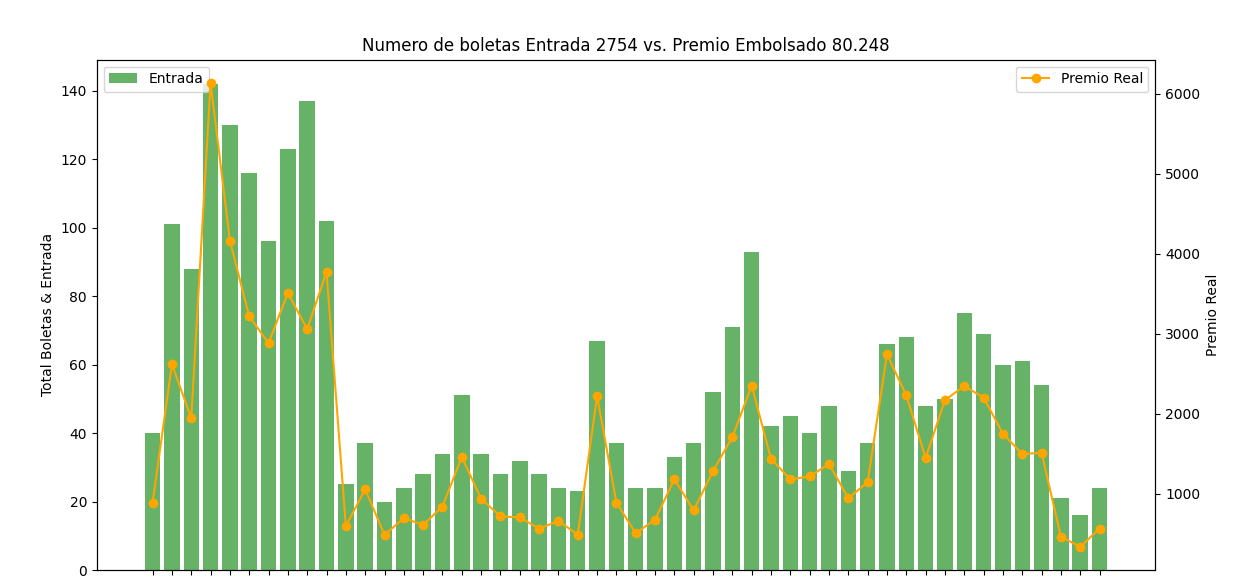 Numero de boletas Entrada 2754 vs. Premio Embolsado 80.248
Entrada
Premio Real
140
120
100
80
60
40
20
0
Total Boletas & Entrada
6000
5000
4000
3000
2000
1000
Premio Real